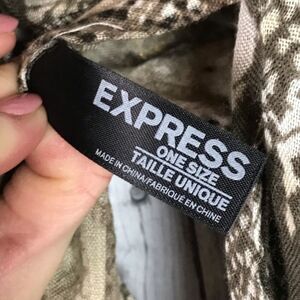 EXPRESS
ONE SIZE
TAILLE UNIQUE
MADE IN CHINA/FABRIQUÉ EN CHINE